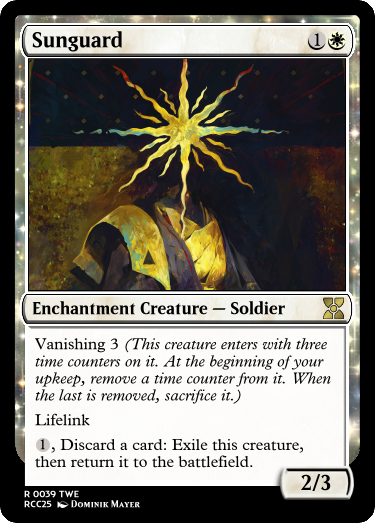 Sunguard 1
Enchantment Creature — Soldier
Vanishing 3 (This creature enters with three
time counters on it. At the beginning of your
upkeep, remove a time counter from it. When
the last is removed, sacrifice it.)
Lifelink
1, Discard a card: Exile this creature,
then return it to the battlefield.
2/3
R 0039 TWE
RCC25 Dominik Mayer